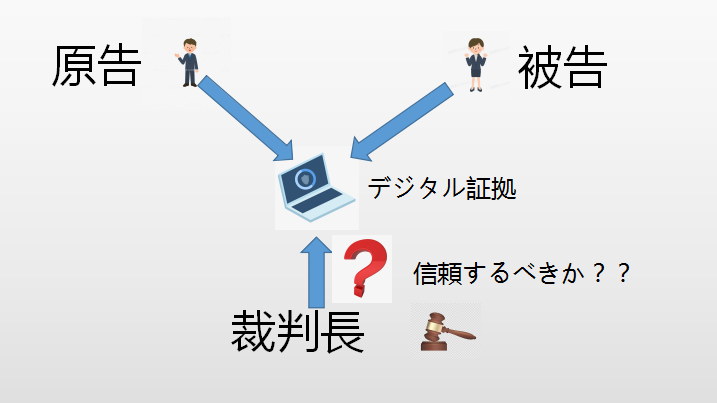 原告
被告
デジタル証拠
信頼するべきか？？
裁判長